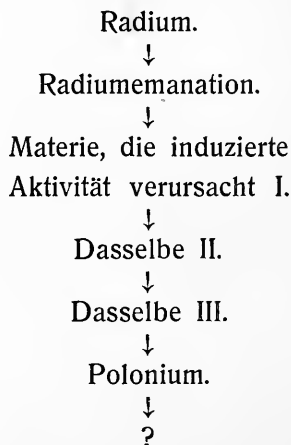 Radium.
↓
Radiumemanation.
↓
Materie, die induzierte
Aktivität verursacht I.
↓
Dasselbe II.
↓
Dasselbe III.
↓
Polonium.
↓
?